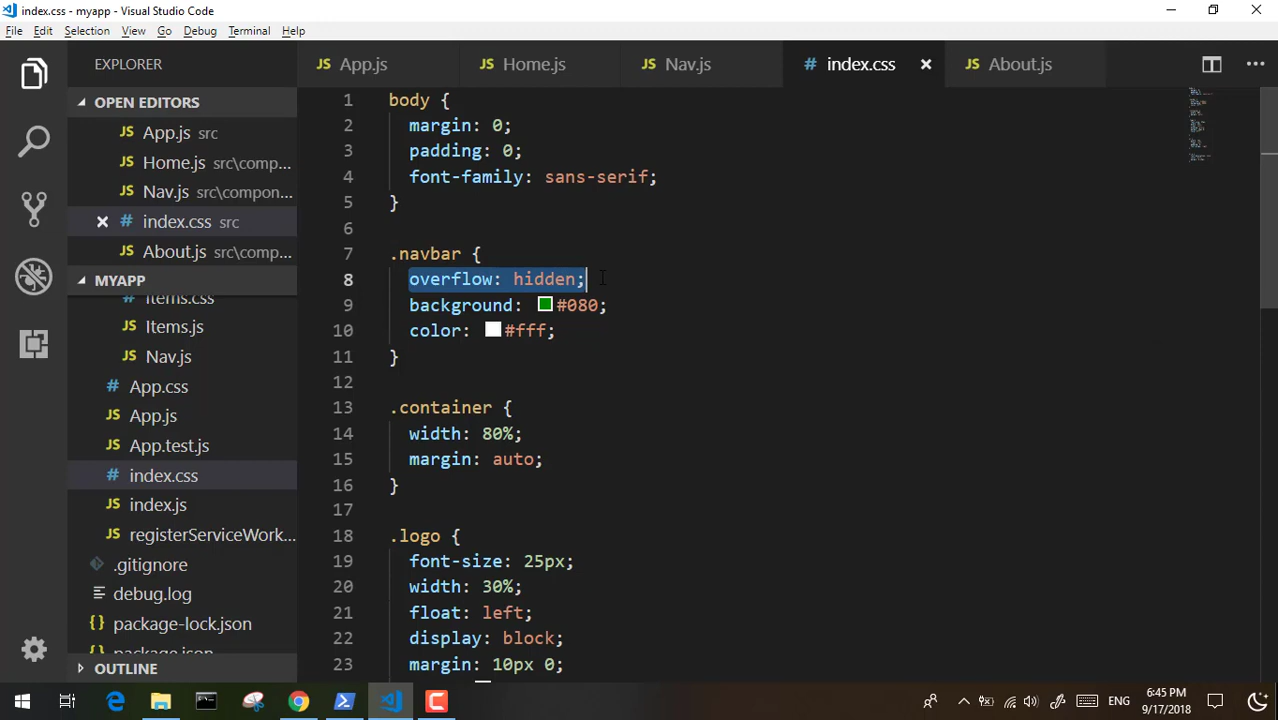 index.css - myapp - Visual Studio Code
File Edit Selection View Go Debug Terminal Help
EXPLORER
App.js Home.js Nav.js index.css About.js
OPEN EDITORS
App.js src
Home.js src\comp...
Nav.js src\compon...
index.css src
About.js src\comp...
MYAPP
Items.css
Items.js
Nav.js
App.css
App.js
App.test.js
index.css
index.js
registerServiceWork...
.gitignore
debug.log
package-lock.json
package.json
OUTLINE
1 body {
2 margin: 0;
3 padding: 0;
4 font-family: sans-serif;
5 }
6
7 .navbar {
8 overflow: hidden;
9 background: #080;
10 color: #fff;
11 }
12
13 .container {
14 width: 80%;
15 margin: auto;
16 }
17
18 .logo {
19 font-size: 25px;
20 width: 30%;
21 float: left;
22 display: block;
23 margin: 10px 0;
ENG
6:45 PM
9/17/2018